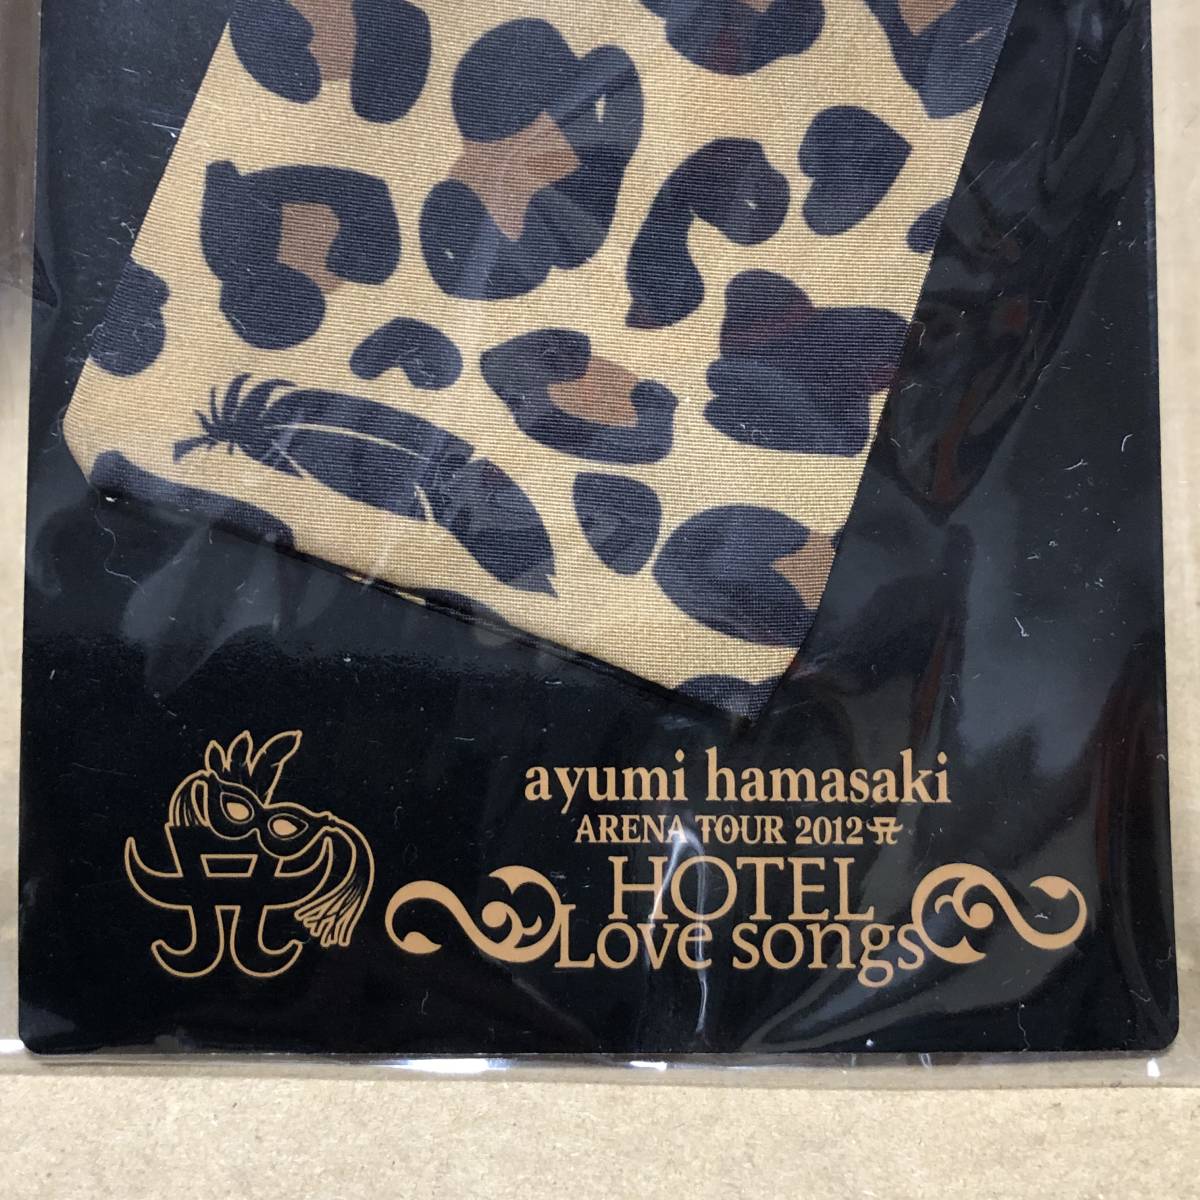 ayumi hamasaki
ARENA TOUR 2012 A
HOTEL
Love songs